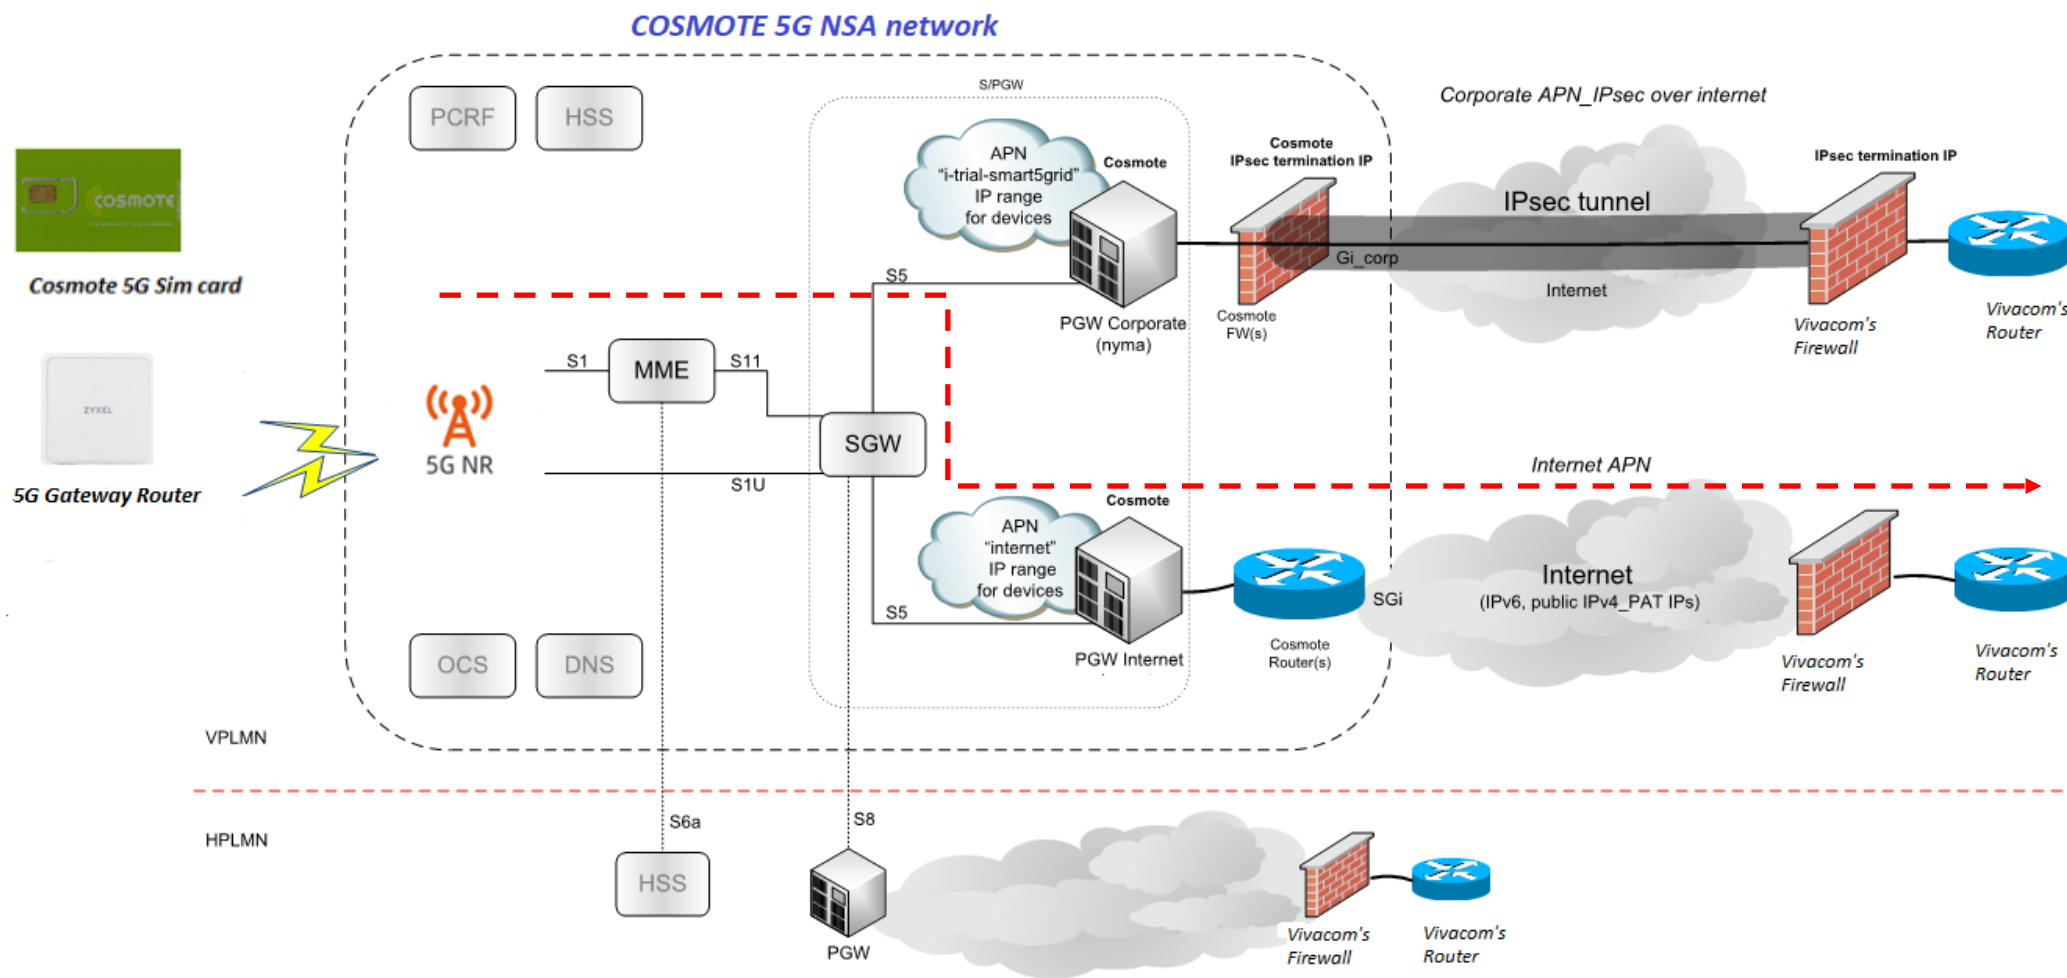 COSMOTE 5G NSA network
S/PGW
PCRF
HSS
Corporate APN_IPsec over internet
APN
“i-trial-smart5grid”
IP range
for devices
Cosmote
Cosmote
IPsec termination IP
IPsec termination IP
COSMOTE
Cosmote 5G Sim card
IPsec tunnel
Gi_corp
Internet
S5
PGW Corporate
(nyma)
Cosmote
FW(s)
Vivacom's
Firewall
Vivacom's
Router
S1
MME
S11
ZYXEL
5G Gateway Router
5G NR
SGW
S1U
Internet APN
Cosmote
APN
“internet”
IP range
for devices
Internet
(IPv6, public IPv4_PAT IPs)
SGi
S5
PGW Internet
Cosmote
Router(s)
Vivacom's
Firewall
Vivacom's
Router
OCS
DNS
VPLMN
HPLMN
S6a
S8
HSS
PGW
Vivacom's
Firewall
Vivacom's
Router